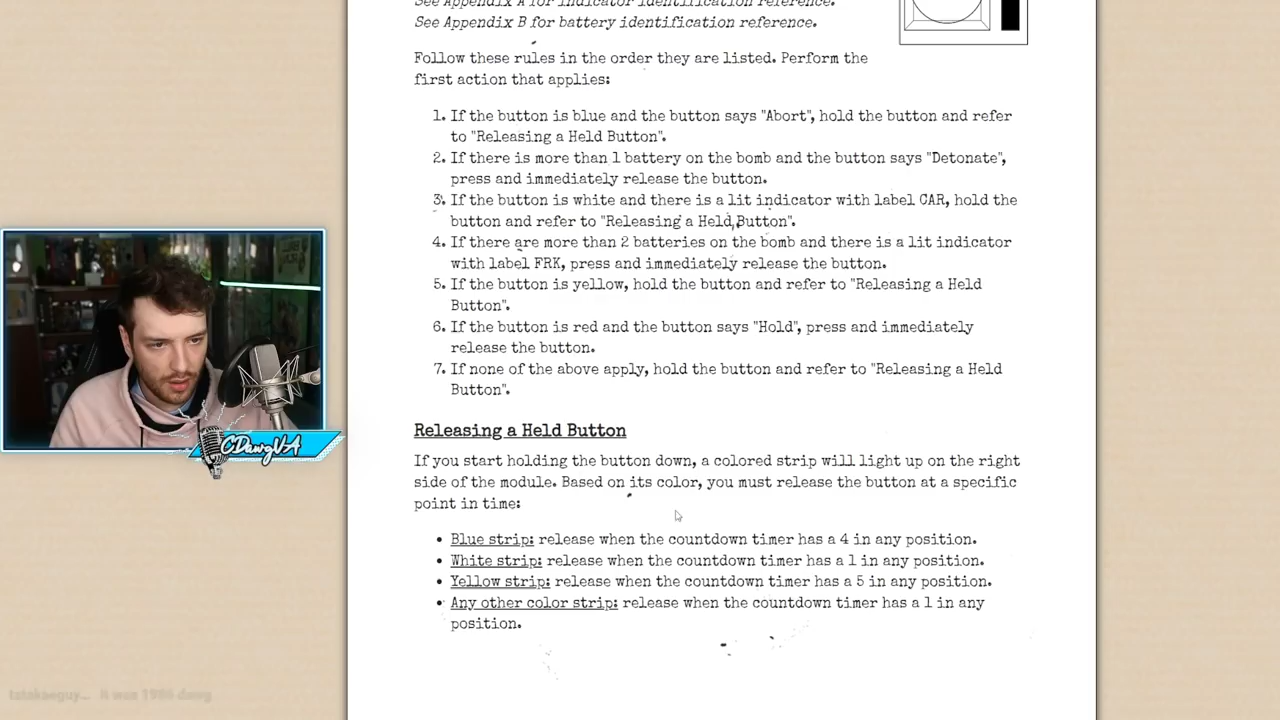 See Appendix A for indicator identification reference.
See Appendix B for battery identification reference.
Follow these rules in the order they are listed. Perform the
first action that applies:
1. If the button is blue and the button says "Abort", hold the button and refer
to "Releasing a Held Button".
2. If there is more than 1 battery on the bomb and the button says "Detonate",
press and immediately release the button.
3. If the button is white and there is a lit indicator with label CAR, hold the
button and refer to "Releasing a Held Button".
4. If there are more than 2 batteries on the bomb and there is a lit indicator
with label FRK, press and immediately release the button.
5. If the button is yellow, hold the button and refer to "Releasing a Held
Button".
6. If the button is red and the button says "Hold", press and immediately
release the button.
7. If none of the above apply, hold the button and refer to "Releasing a Held
Button".
Releasing a Held Button
If you start holding the button down, a colored strip will light up on the right
side of the module. Based on its color, you must release the button at a specific
point in time:
• Blue strip: release when the countdown timer has a 4 in any position.
• White strip: release when the countdown timer has a 1 in any position.
• Yellow strip: release when the countdown timer has a 5 in any position.
• Any other color strip: release when the countdown timer has a 1 in any
position.
CDawgVA
it was 1984 dawg